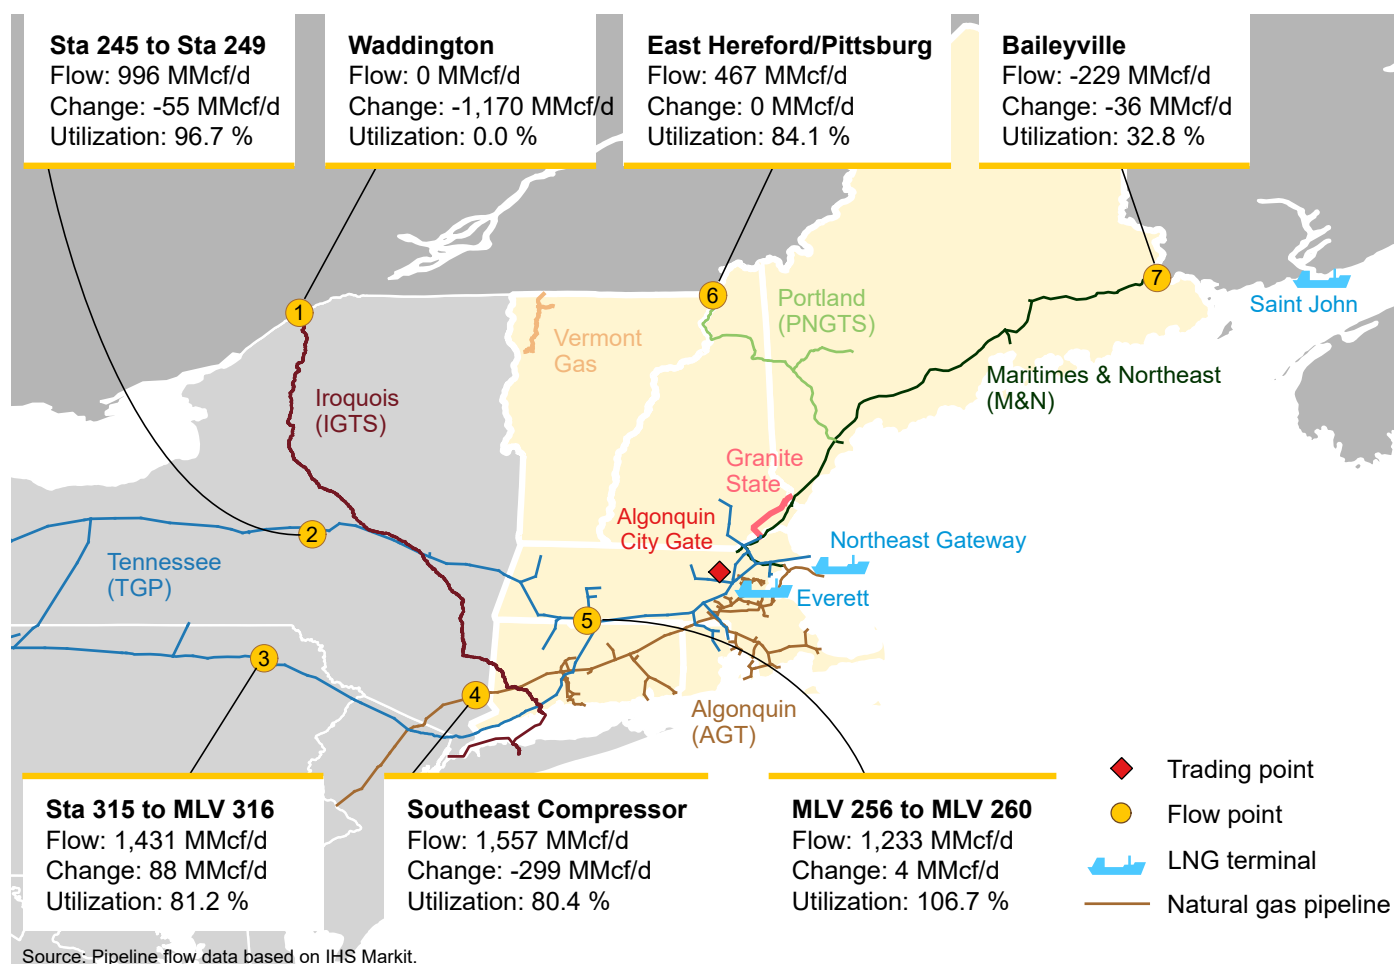 Sta 245 to Sta 249
Flow: 996 MMcf/d
Change: -55 MMcf/d
Utilization: 96.7 %
Waddington
Flow: 0 MMcf/d
Change: -1,170 MMcf/d
Utilization: 0.0 %
East Hereford/Pittsburg
Flow: 467 MMcf/d
Change: 0 MMcf/d
Utilization: 84.1 %
Baileyville
Flow: -229 MMcf/d
Change: -36 MMcf/d
Utilization: 32.8 %
1
6
7
Saint John
Portland
(PNGTS)
Vermont
Gas
Maritimes & Northeast
(M&N)
Iroquois
(IGTS)
Granite
State
Algonquin
City Gate
2
Northeast Gateway
Tennessee
(TGP)
Everett
5
3
4
Algonquin
(AGT)
Sta 315 to MLV 316
Flow: 1,431 MMcf/d
Change: 88 MMcf/d
Utilization: 81.2 %
Southeast Compressor
Flow: 1,557 MMcf/d
Change: -299 MMcf/d
Utilization: 80.4 %
MLV 256 to MLV 260
Flow: 1,233 MMcf/d
Change: 4 MMcf/d
Utilization: 106.7 %
Trading point
Flow point
LNG terminal
Natural gas pipeline
Source: Pipeline flow data based on IHS Markit.